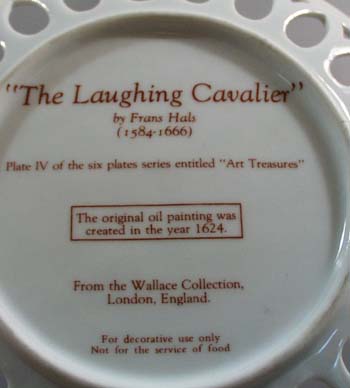 "The Laughing Cavalier"
by Frans Hals
(1584-1666)
Plate IV of the six plates series entitled "Art Treasures"
The original oil painting was
created in the year 1624.
From the Wallace Collection,
London, England.
For decorative use only
Not for the service of food